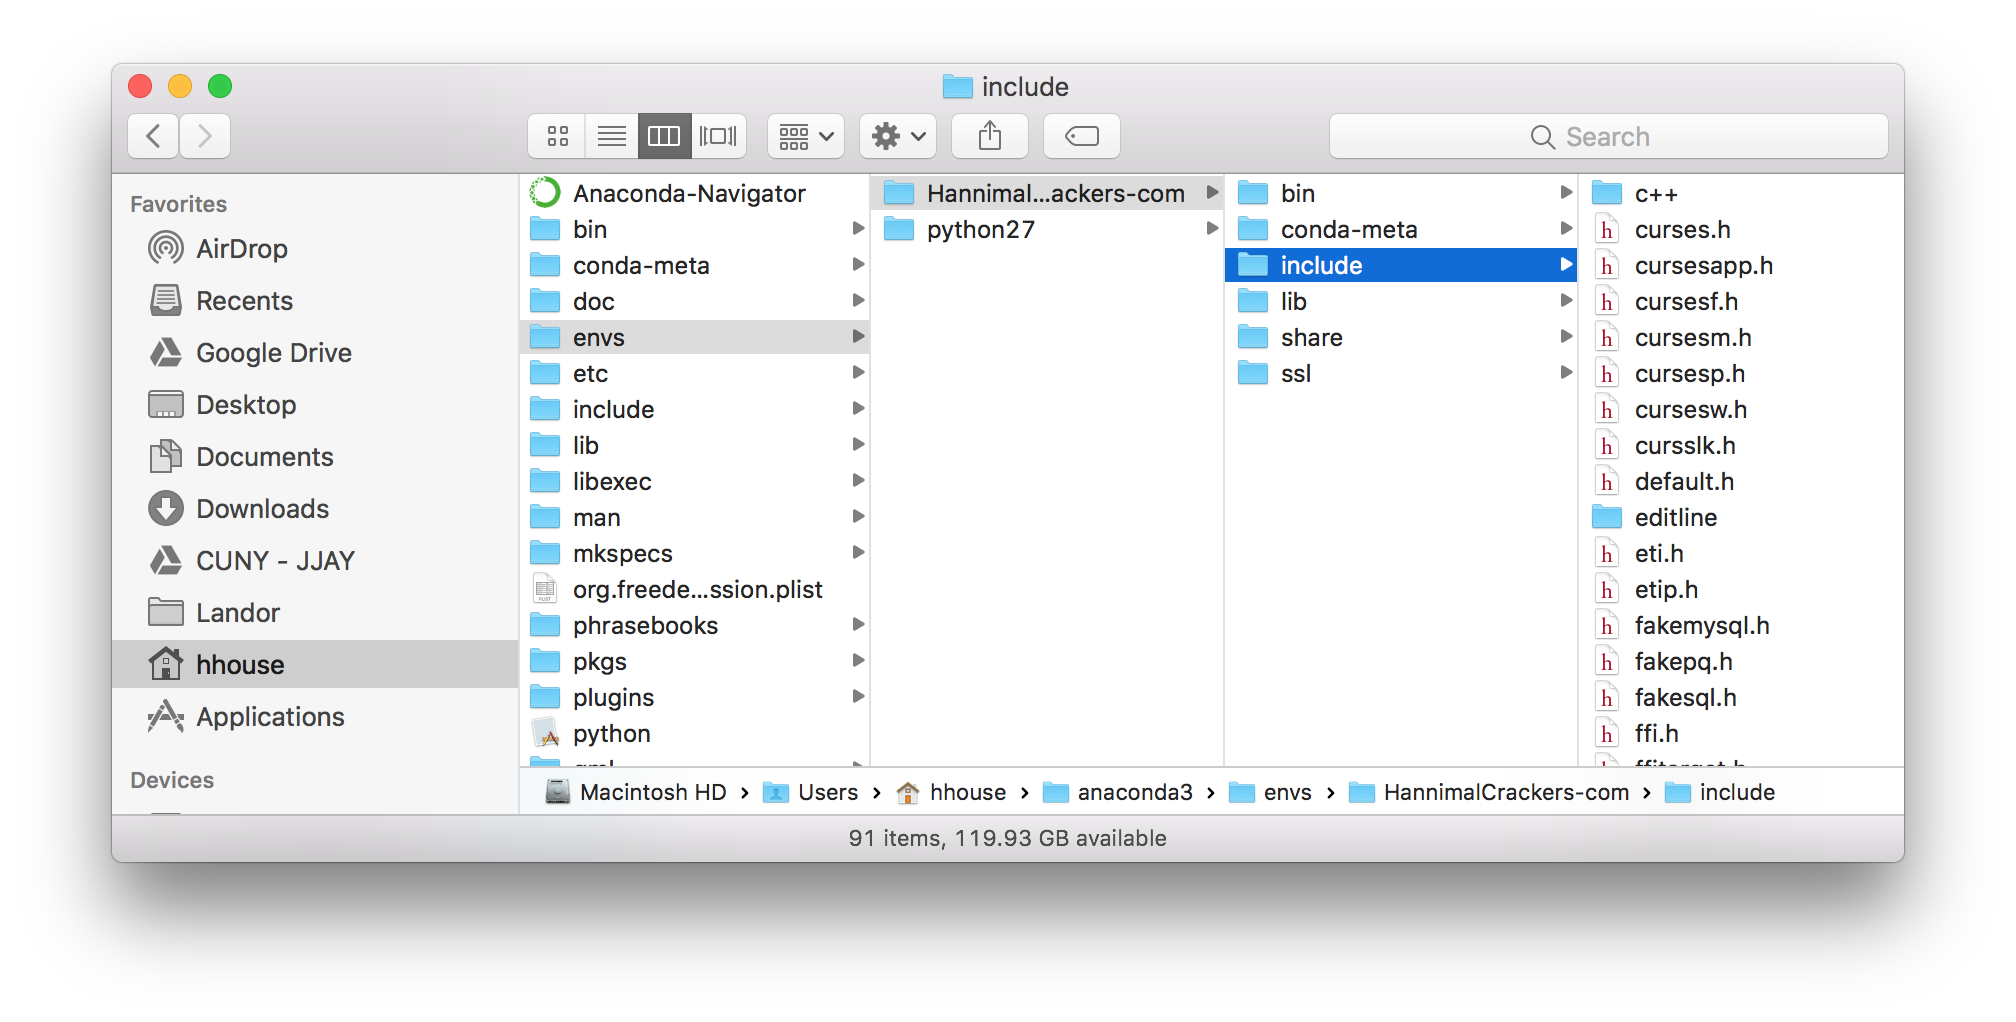 include
Search
Favorites
AirDrop
Recents
Google Drive
Desktop
Documents
Downloads
CUNY - JJAY
Landor
hhouse
Applications
Devices
Anaconda-Navigator
bin
conda-meta
doc
envs
etc
include
lib
libexec
man
mkspecs
org.freede...ssion.plist
phrasebooks
pkgs
plugins
python
Hannimal...ackers-com
python27
bin
conda-meta
include
lib
share
ssl
c++
curses.h
cursesapp.h
cursesf.h
cursesm.h
cursesp.h
cursesw.h
cursslk.h
default.h
editline
eti.h
etip.h
fakemysql.h
fakepq.h
fakesql.h
ffi.h
Macintosh HD › Users › hhouse › anaconda3 › envs › HannimalCrackers-com › include
91 items, 119.93 GB available